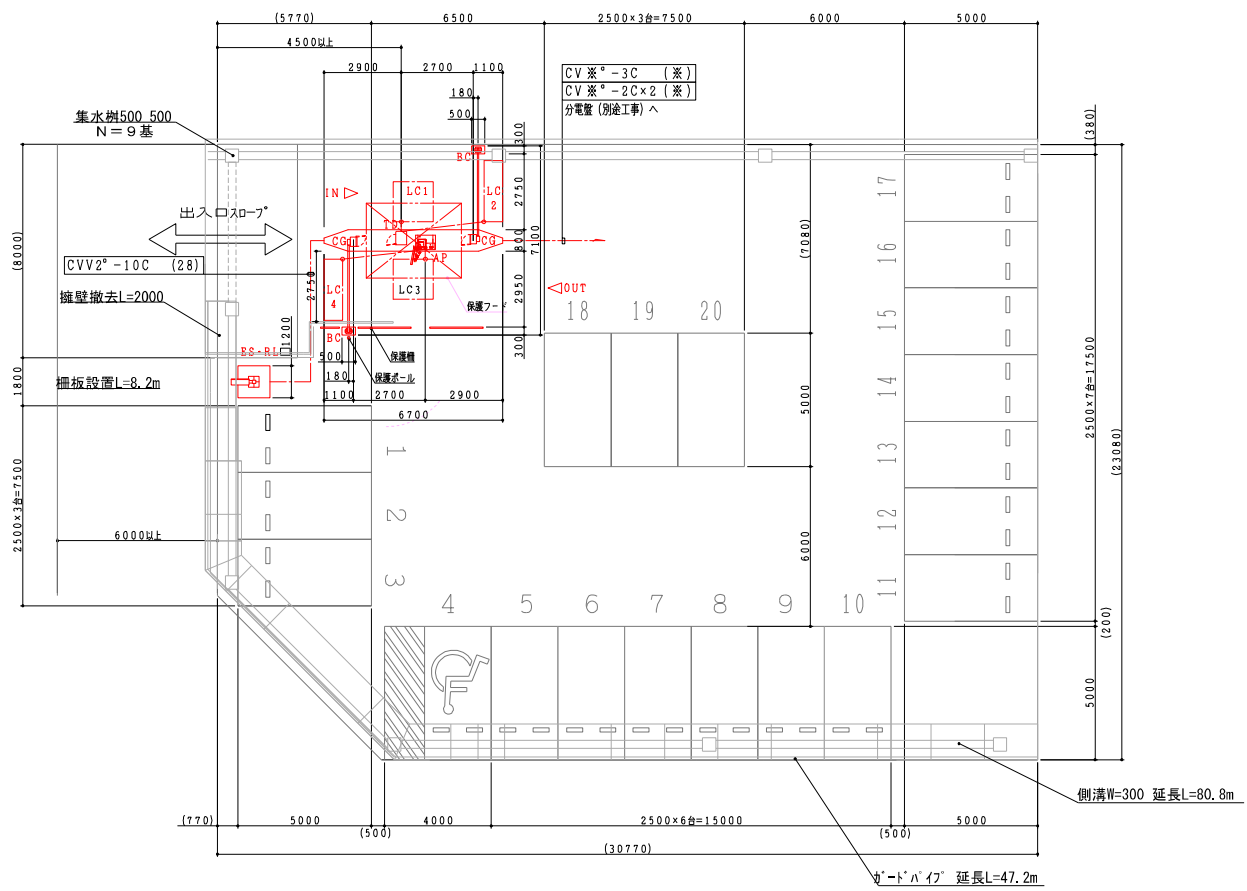 (5770)
6500
2500×3台=7500
6000
5000
4500以上
2900
2700
1100
180
500
CV※°-3C (※)
CV※°-2C×2 (※)
分電盤(別途工事)へ
集水桝500 500
N=9基
300
(380)
BC
IN
LC1
LC
2
2750
7100
17
出入口スロープ
TD
CG
CG
800
(7080)
16
(8000)
CVV2°-10C (28)
2750
AP
LC
4
LC3
OUT
2950
保護フード
18
19
20
15
擁壁撤去L=2000
BC
300
ES-RL
1200
500
保護柵
保護ポール
180
1100
2700
2900
6700
柵板設置L=8.2m
1800
14
5000
2500×7台=17500
(23080)
13
1
2500×3台=7500
2
12
6000以上
6000
3
11
4
5
6
7
8
9
10
(200)
5000
側溝W=300 延長L=80.8m
(770)
5000
(500)
4000
2500×6台=15000
(500)
5000
(30770)
ガードパイプ 延長L=47.2m